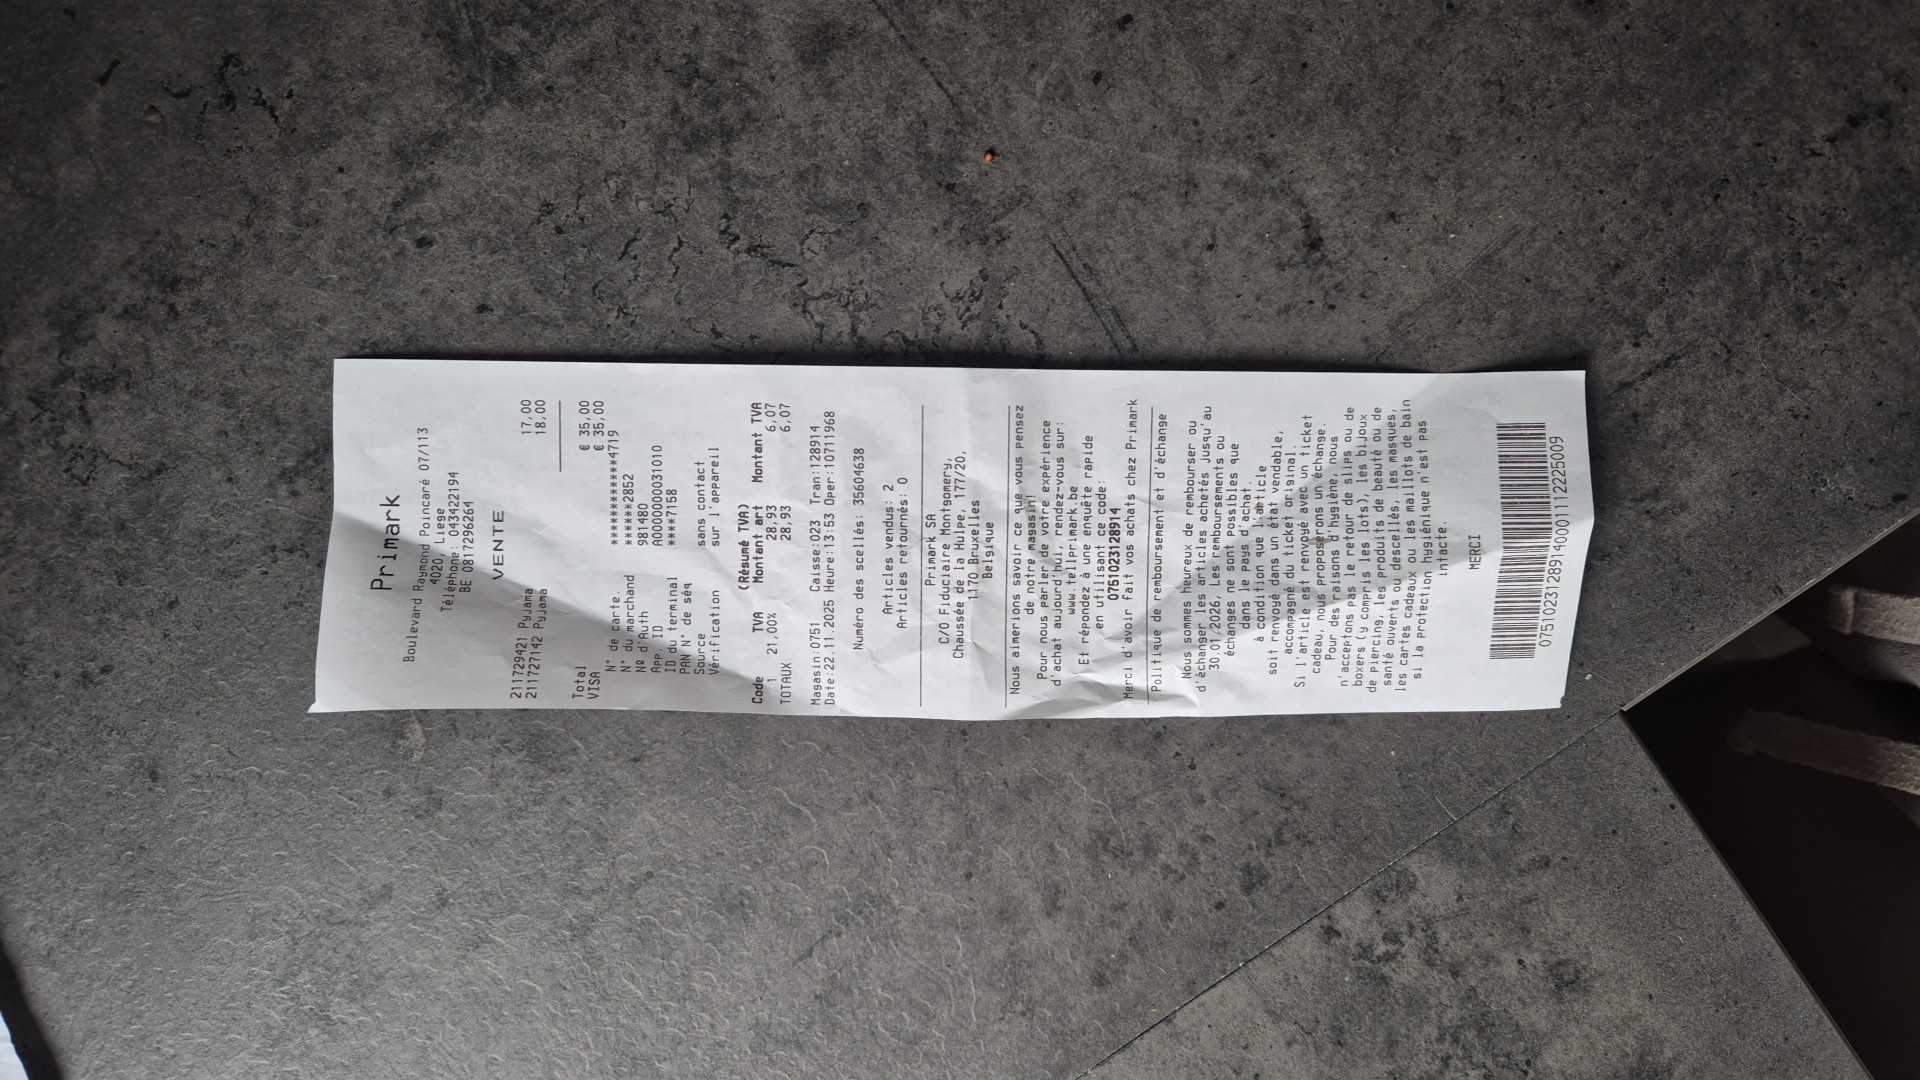 Primark
Boulevard Raymond Poincaré 07/113
4020, Liege
Téléphone: 043422194
BE 0817296264
VENTE
211729421 Pyjama 17,00
211727142 Pyjama 18,00
Total € 35,00
VISA € 35,00
N° de carte. ************4719
N° du marchand ******2852
Nº d'Auth 981480
App. ID A0000000031010
ID du terminal ****7158
PAN N° de séq
Source sans contact
Vérification sur l'appareil
(Résumé TVA)
Code TVA Montant art Montant TVA
1 21,00% 28,93 6,07
TOTAUX 28,93 6,07
Magasin:0751 Caisse:023 Tran:128914
Date:22.11.2025 Heure:13:53 Oper:10711968
Numéro des scellés: 35604638
Articles vendus: 2
Articles retournés: 0
Primark SA
C/O Fiduciaire Montgomery,
Chaussée de la Hulpe, 177/20,
1170 Bruxelles
Belgique
Nous aimerions savoir ce que vous pensez
de notre magasin!
Pour nous parler de votre expérience
d'achat aujourd'hui, rendez-vous sur:
www.tellprimark.be
Et répondez à une enquête rapide
en utilisant ce code:
075102312891​4
Merci d'avoir fait vos achats chez Primark
Politique de remboursement et d'échange
Nous sommes heureux de rembourser ou
d'échanger les articles achetés jusqu'au
30.01.2026. Les remboursements ou
échanges ne sont possibles que
dans le pays d'achat.
à condition que l'article
soit renvoyé dans un état vendable,
accompagné du ticket original.
Si l'article est renvoyé avec un ticket
cadeau, nous proposerons un échange.
Pour des raisons d'hygiène, nous
n'acceptons pas le retour de slips ou de
boxers (y compris les lots), les bijoux
de piercing, les produits de beauté ou de
santé ouverts ou descellés, les masques,
les cartes cadeaux ou les maillots de bain
si la protection hygiénique n'est pas
intacte.
MERCI